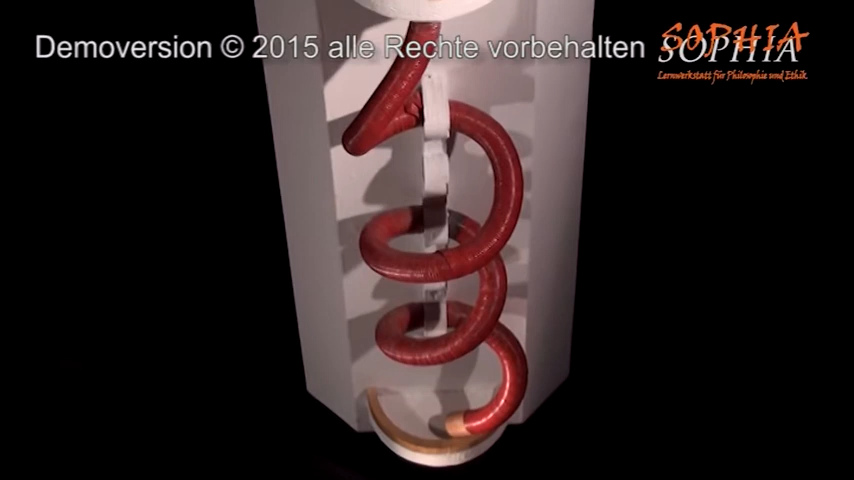 Demoversion © 2015 alle Rechte vorbehalten
SOPHIA
SOPHIA
Lernwerkstatt für Philosophie und Ethik